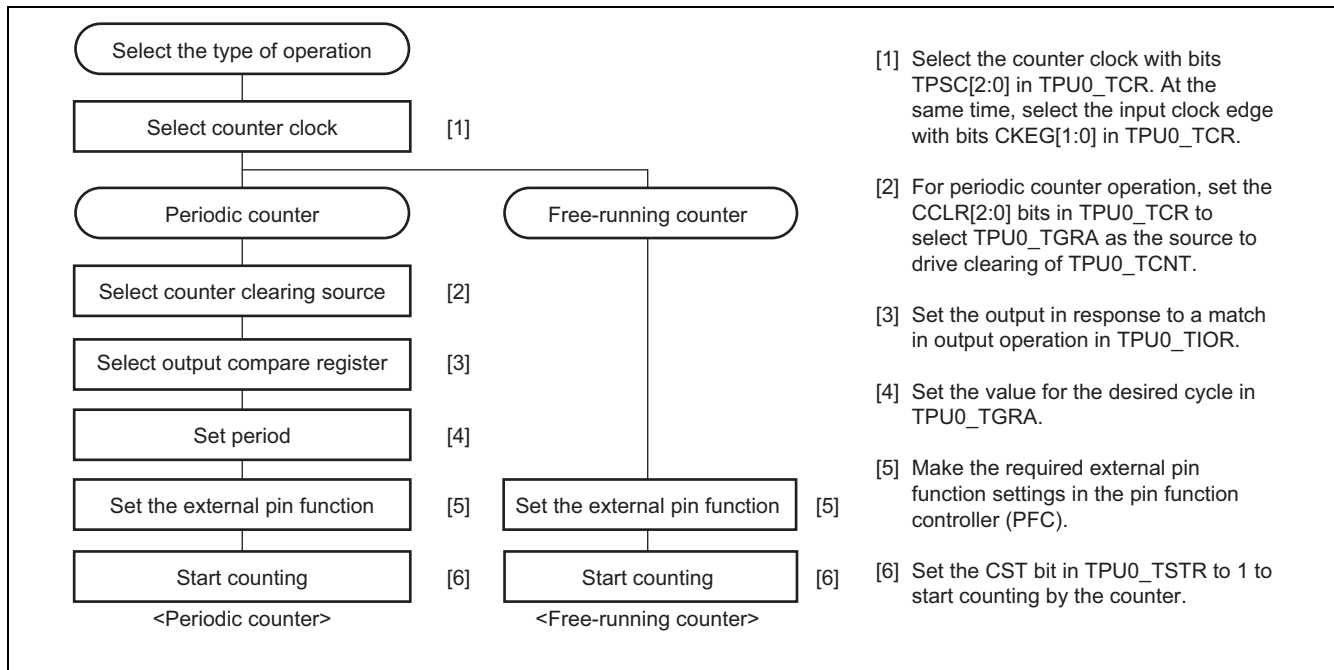 Select the type of operation
Select counter clock
[1]
Periodic counter
Free-running counter
Select counter clearing source
[2]
Select output compare register
[3]
Set period
[4]
Set the external pin function
[5]
Set the external pin function
[5]
Start counting
[6]
Start counting
[6]
<Periodic counter>
<Free-running counter>
[1] Select the counter clock with bits
TPSC[2:0] in TPU0_TCR. At the
same time, select the input clock edge
with bits CKEG[1:0] in TPU0_TCR.
[2] For periodic counter operation, set the
CCLR[2:0] bits in TPU0_TCR to
select TPU0_TGRA as the source to
drive clearing of TPU0_TCNT.
[3] Set the output in response to a match
in output operation in TPU0_TIOR.
[4] Set the value for the desired cycle in
TPU0_TGRA.
[5] Make the required external pin
function settings in the pin function
controller (PFC).
[6] Set the CST bit in TPU0_TSTR to 1 to
start counting by the counter.